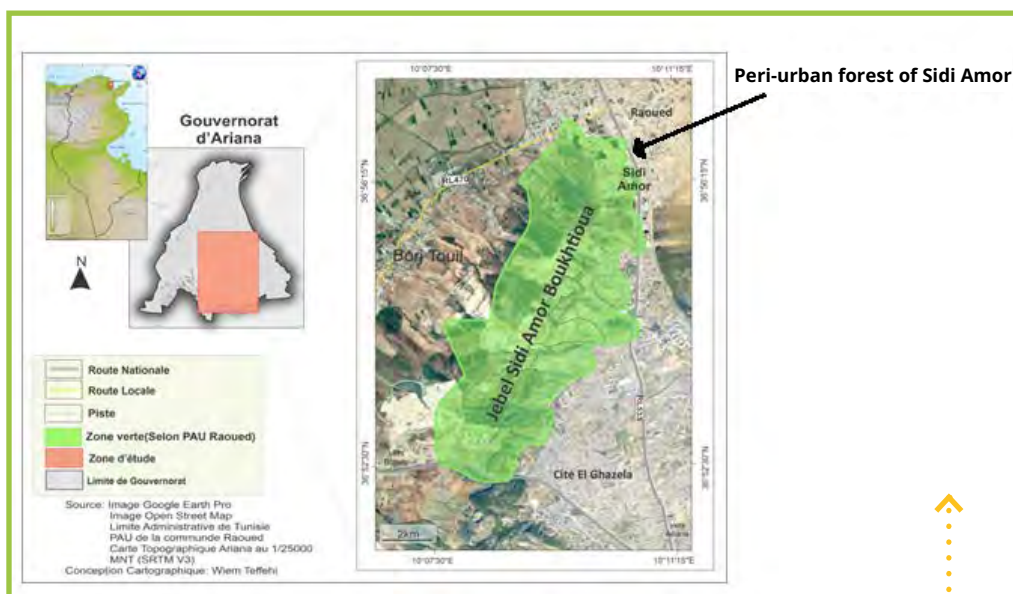 Peri-urban forest of Sidi Amor
Gouvernorat
d'Ariana
N
Route Nationale
Route Locale
Piste
Zone verte(Selon PAU Raoued)
Zone d'étude
Limite de Gouvernorat
Source: Image Google Earth Pro
Image Open Street Map
Limite Administrative de Tunisie
PAU de la communde Raoued
Carte Topographique Ariana au 1/25000
MNT (SRTM V3)
Conception Cartographique: Wiem Teffehi
10°07'30"E
10°11'15"E
36°56'15"N
36°56'15"N
Raoued
Sidi
Amor
RL470
Borj Touil
Jebel Sidi Amor Boukhtioua
RL533
Cité El Ghazela
36°52'30"N
36°52'30"N
vers
Ariana
2km
10°07'30"E
10°11'15"E